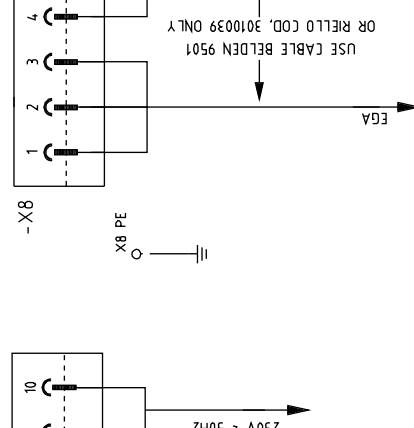 4
OR RIELLO COD, 3010039 ONLY
USE CABLE BELDEN 9501
3
2
EGA
1
-X8
X8 PE
10
230V ~ 50HZ